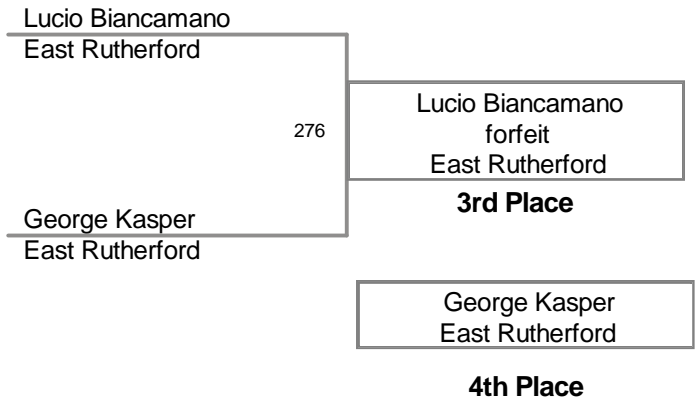 Lucio Biancamano
East Rutherford
276
Lucio Biancamano
forfeit
East Rutherford
3rd Place
George Kasper
East Rutherford
George Kasper
East Rutherford
4th Place